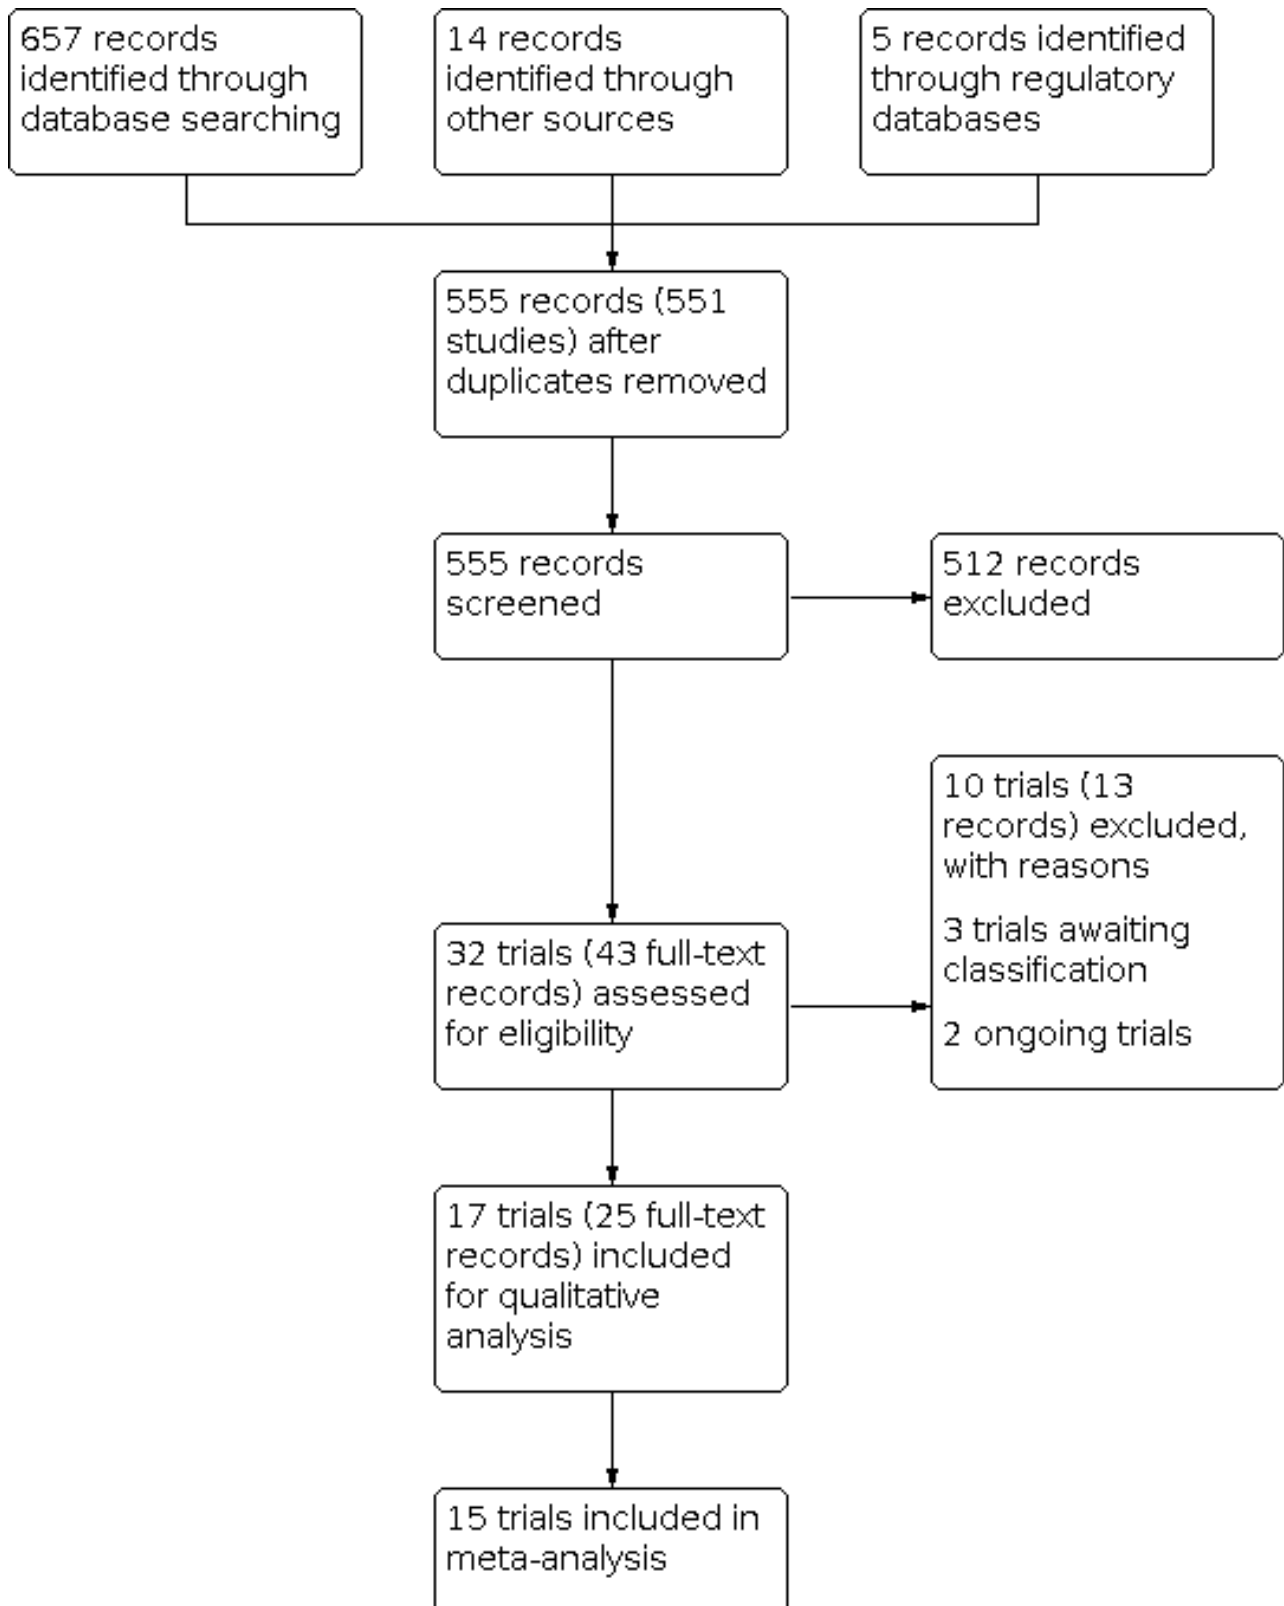 657 records
identified through
database searching
14 records
identified through
other sources
5 records identified
through regulatory
databases
555 records (551
studies) after
duplicates removed
555 records
screened
512 records
excluded
10 trials (13
records) excluded,
with reasons
3 trials awaiting
classification
2 ongoing trials
32 trials (43 full-text
records) assessed
for eligibility
17 trials (25 full-text
records) included
for qualitative
analysis
15 trials included in
meta-analysis